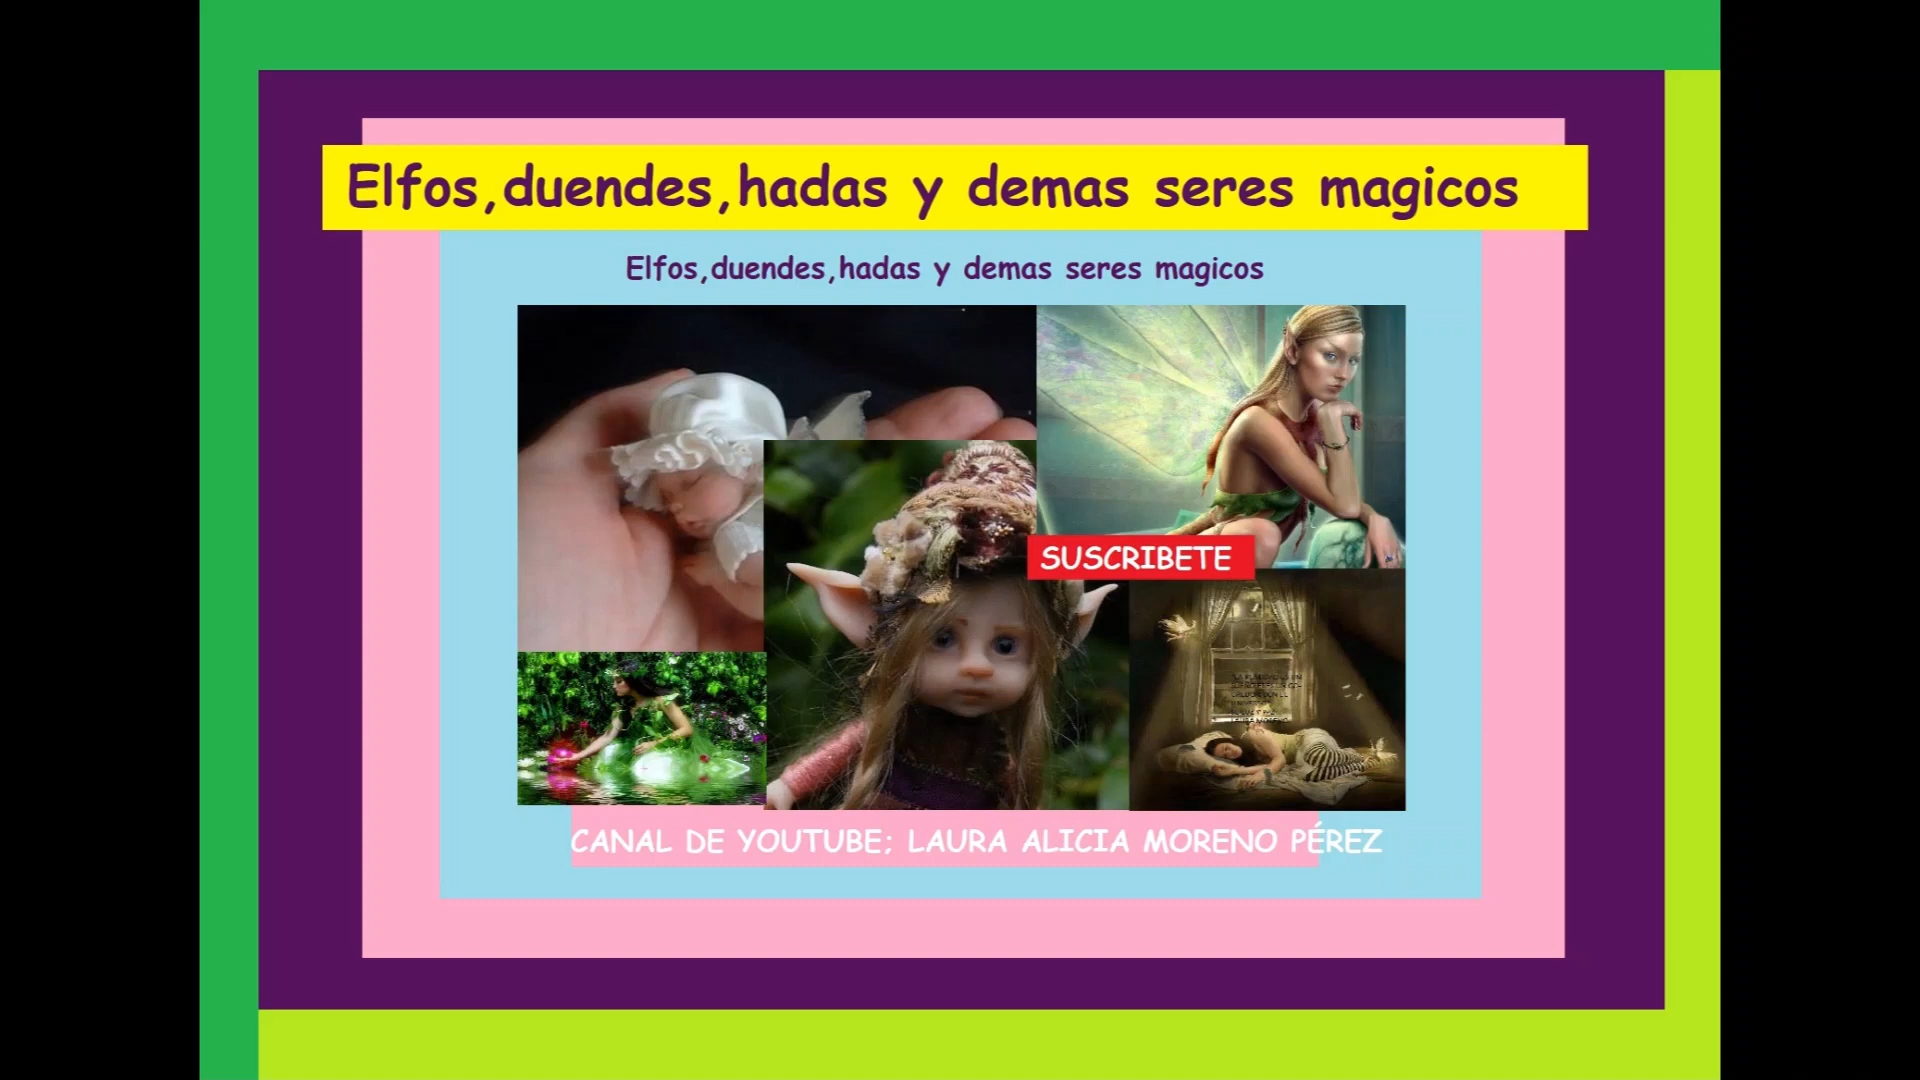 Elfos,duendes,hadas y demas seres magicos
Elfos,duendes,hadas y demas seres magicos
SUSCRIBETE
CANAL DE YOUTUBE; LAURA ALICIA MORENO PÉREZ